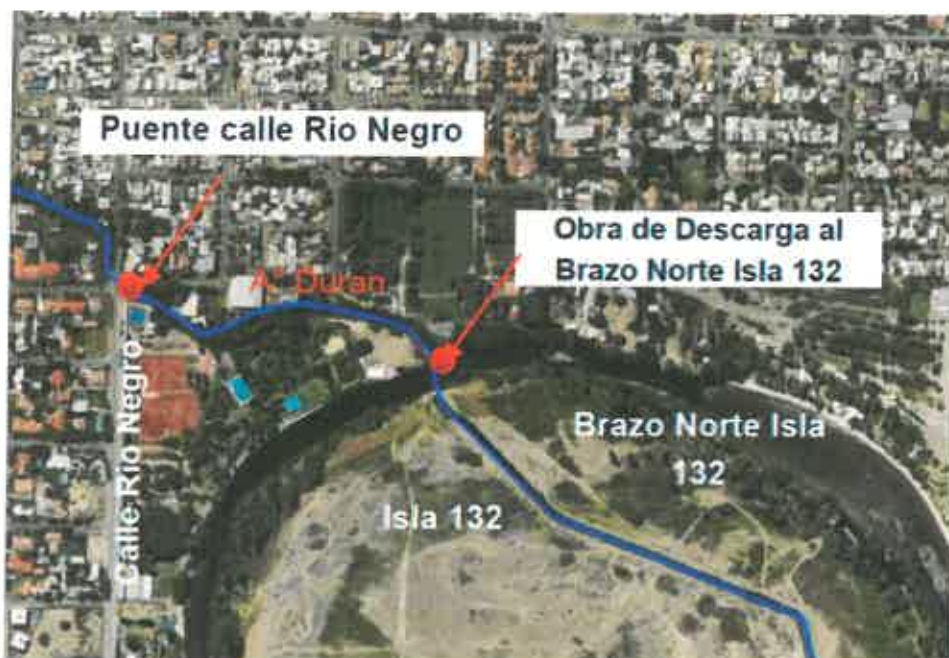 Puente calle Rio Negro
Obra de Descarga al
Brazo Norte Isla 132
A° Duran
Calle Rio Negro
Brazo Norte Isla
132
Isla 132